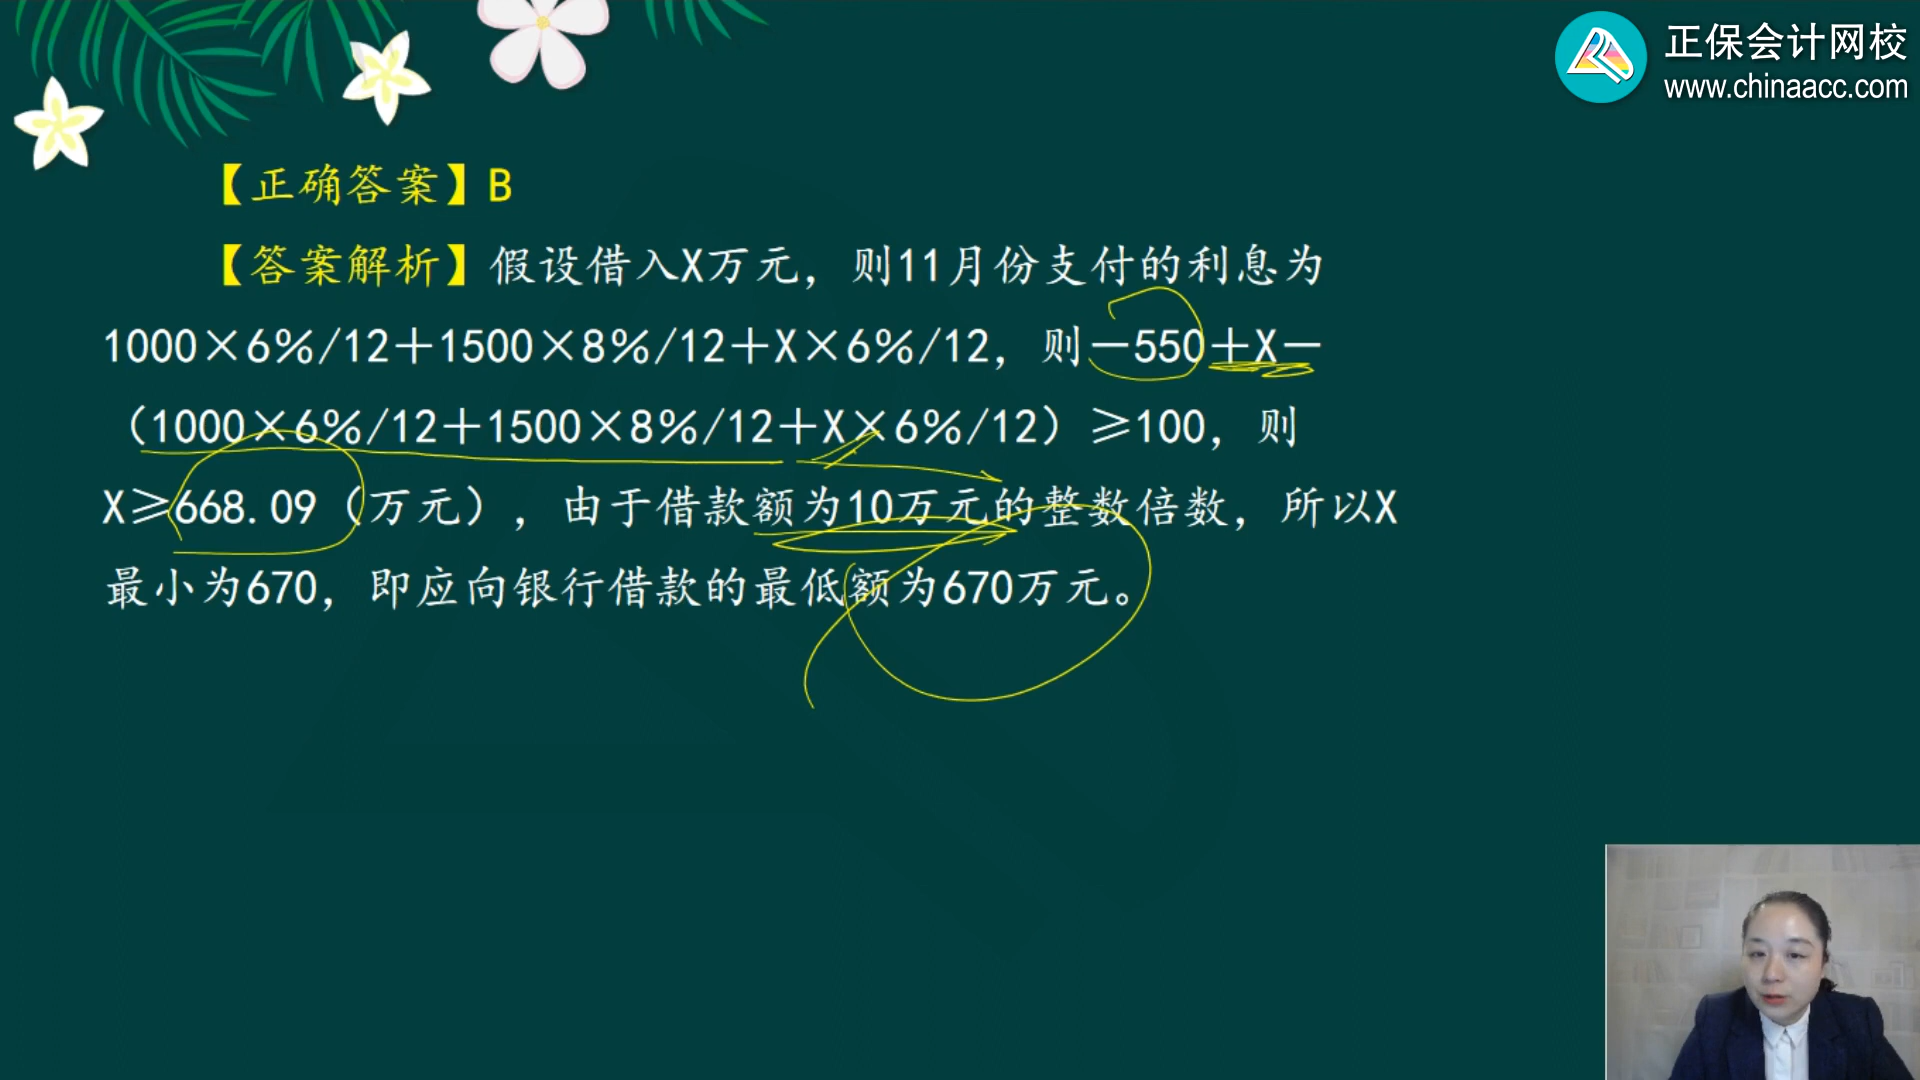 正保会计网校
www.chinaacc.com
【正确答案】B
【答案解析】假设借入X万元，则11月份支付的利息为
1000×6%/12＋1500×8%/12＋X×6%/12，则－550＋X－
（1000×6%/12＋1500×8%/12＋X×6%/12）≥100，则
X≥668.09（万元），由于借款额为10万元的整数倍数，所以X
最小为670，即应向银行借款的最低额为670万元。